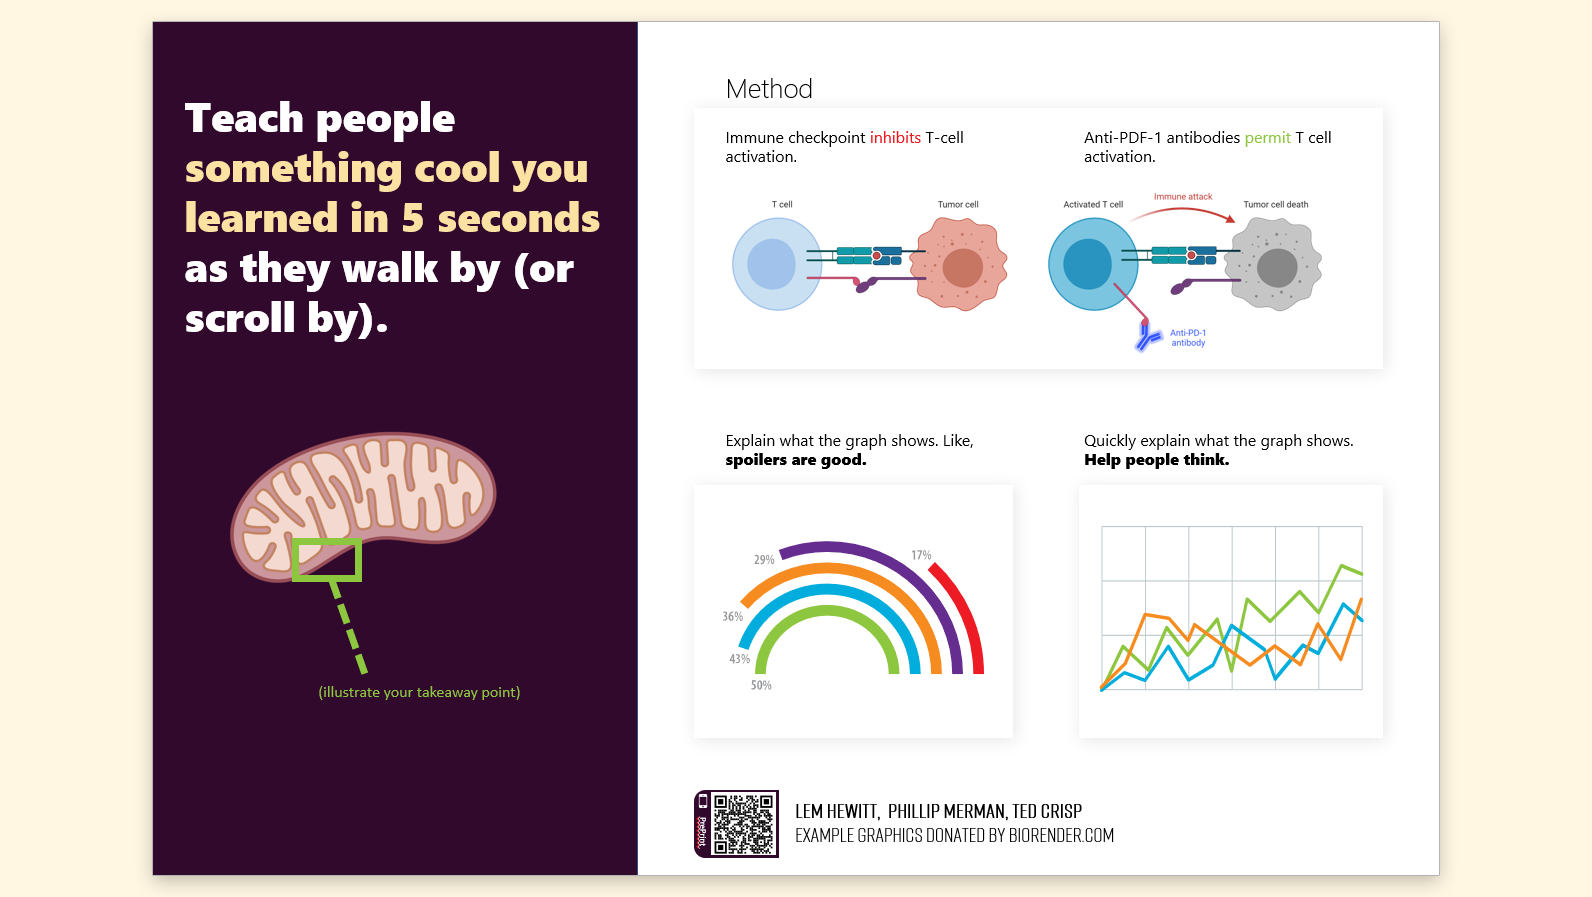 Teach people
something cool you
learned in 5 seconds
as they walk by (or
scroll by).
(illustrate your takeaway point)
Method
Immune checkpoint inhibits T-cell
activation.
T cell
Tumor cell
Anti-PDF-1 antibodies permit T cell
activation.
Activated T cell
Immune attack
Tumor cell death
Anti-PD-1
antibody
Explain what the graph shows. Like,
spoilers are good.
29%
17%
36%
43%
50%
Quickly explain what the graph shows.
Help people think.
PrePrint
LEM HEWITT, PHILLIP MERMAN, TED CRISP
EXAMPLE GRAPHICS DONATED BY BIORENDER.COM